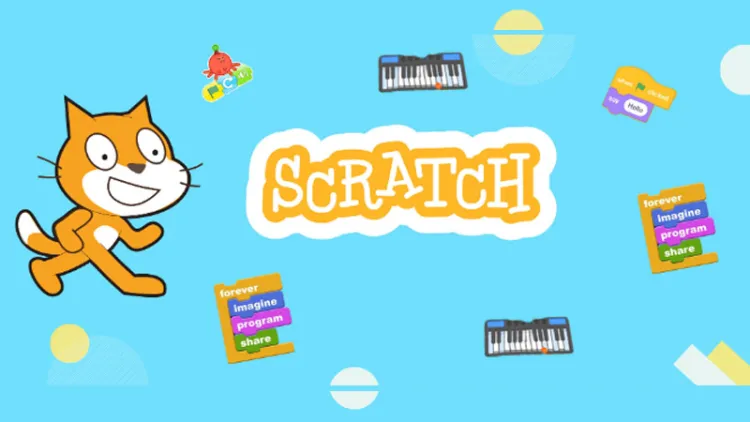 when clicked
say Hello
SCRATCH
forever
imagine
program
share
forever
imagine
program
share